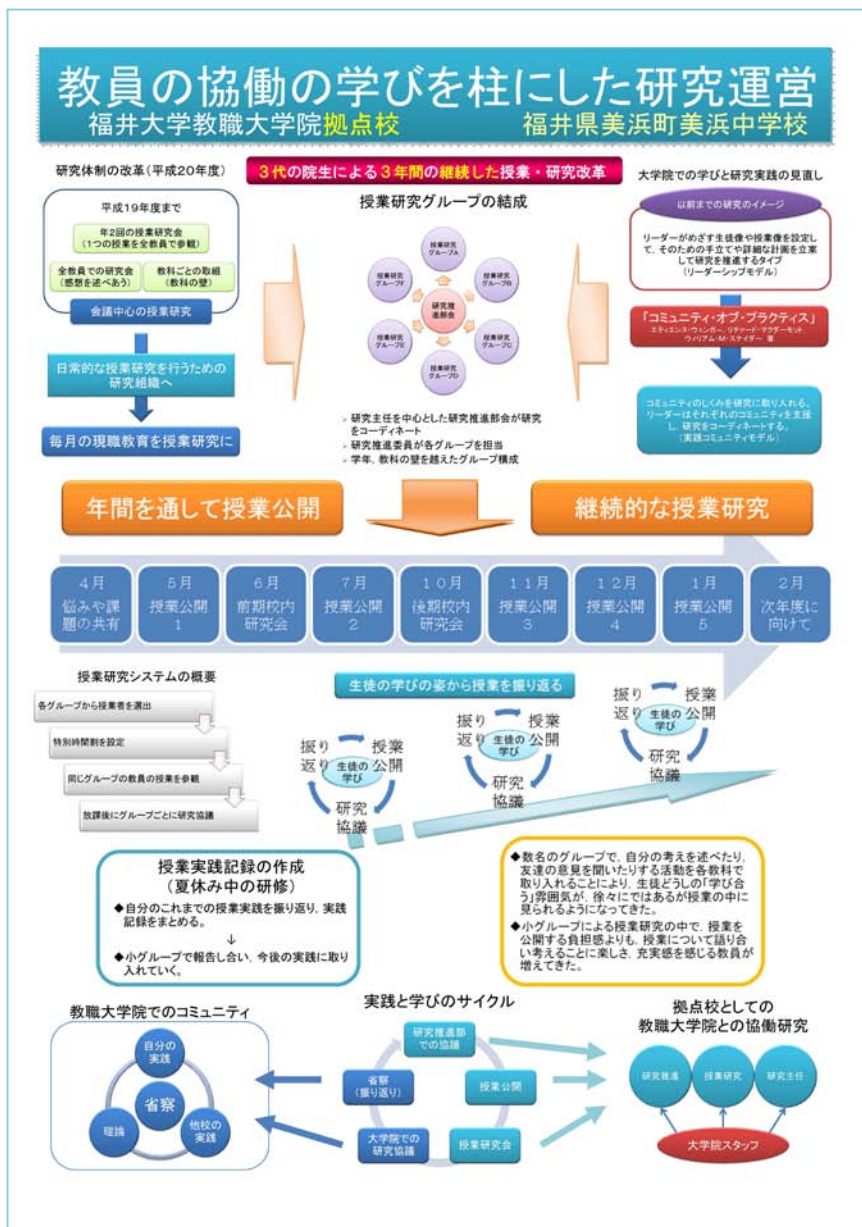 教員の協働の学びを柱にした研究運営
福井大学教職大学院拠点校
福井県美浜町美浜中学校
研究体制の改革(平成20年度)
平成19年度まで
年2回の授業研究会
(1つの授業を全教員で参観)
全教員での研究会
(感想を述べあう)
教科ごとの取組
(教科の壁)
会議中心の授業研究
日常的な授業研究を行うための
研究組織へ
毎月の現職教育を授業研究に
3代の院生による3年間の継続した授業・研究改革
授業研究グループの結成
授業研究
グループA
授業研究
グループB
授業研究
グループC
授業研究
グループD
授業研究
グループE
授業研究
グループF
研究推
進部会
➢ 研究主任を中心とした研究推進部会が研究
をコーディネート
➢ 研究推進委員が各グループを担当
➢ 学年、教科の壁を越えたグループ構成
大学院での学びと研究実践の見直し
以前までの研究のイメージ
リーダーがめざす生徒像や授業像を設定し
て、そのための手立てや詳細な計画を立案
して研究を推進するタイプ
(リーダーシップモデル)
「コミュニティ・オブ・プラクティス」
エティエンヌ・ウェンガー、リチャード・マクダーモット、
ウィリアム・M・スナイダー 著
コミュニティのしくみを研究に取り入れる。
リーダーはそれぞれのコミュニティを支援
し、研究をコーディネートする。
(実践コミュニティモデル)
年間を通して授業公開
継続的な授業研究
4月
悩みや課
題の共有
5月
授業公開
1
6月
前期校内
研究会
7月
授業公開
2
10月
後期校内
研究会
11月
授業公開
3
12月
授業公開
4
1月
授業公開
5
2月
次年度に
向けて
授業研究システムの概要
各グループから授業者を選出
特別時間割を設定
同じグループの教員の授業を参観
放課後にグループごとに研究協議
生徒の学びの姿から授業を振り返る
振り
返り
授業
公開
生徒の
学び
研究
協議
振り
返り
授業
公開
生徒の
学び
研究
協議
振り
返り
授業
公開
生徒の
学び
研究
協議
授業実践記録の作成
(夏休み中の研修)
◆自分のこれまでの授業実践を振り返り、実践
記録をまとめる。
↓
◆小グループで報告し合い、今後の実践に取り
入れていく。
◆数名のグループで、自分の考えを述べたり、
友達の意見を聞いたりする活動を各教科で
取り入れることにより、生徒どうしの「学び合
う」雰囲気が、徐々にではあるが授業の中に
見られるようになってきた。
◆小グループによる授業研究の中で、授業を
公開する負担感よりも、授業について語り合
い考えることに楽しさ、充実感を感じる教員が
増えてきた。
教職大学院でのコミュニティ
自分の
実践
省察
理論
他校の
実践
実践と学びのサイクル
研究推進部
での協議
省察
(振り返り)
授業公開
大学院での
研究協議
授業研究会
拠点校としての
教職大学院との協働研究
研究推進
授業研究
研究主任
大学院スタッフ